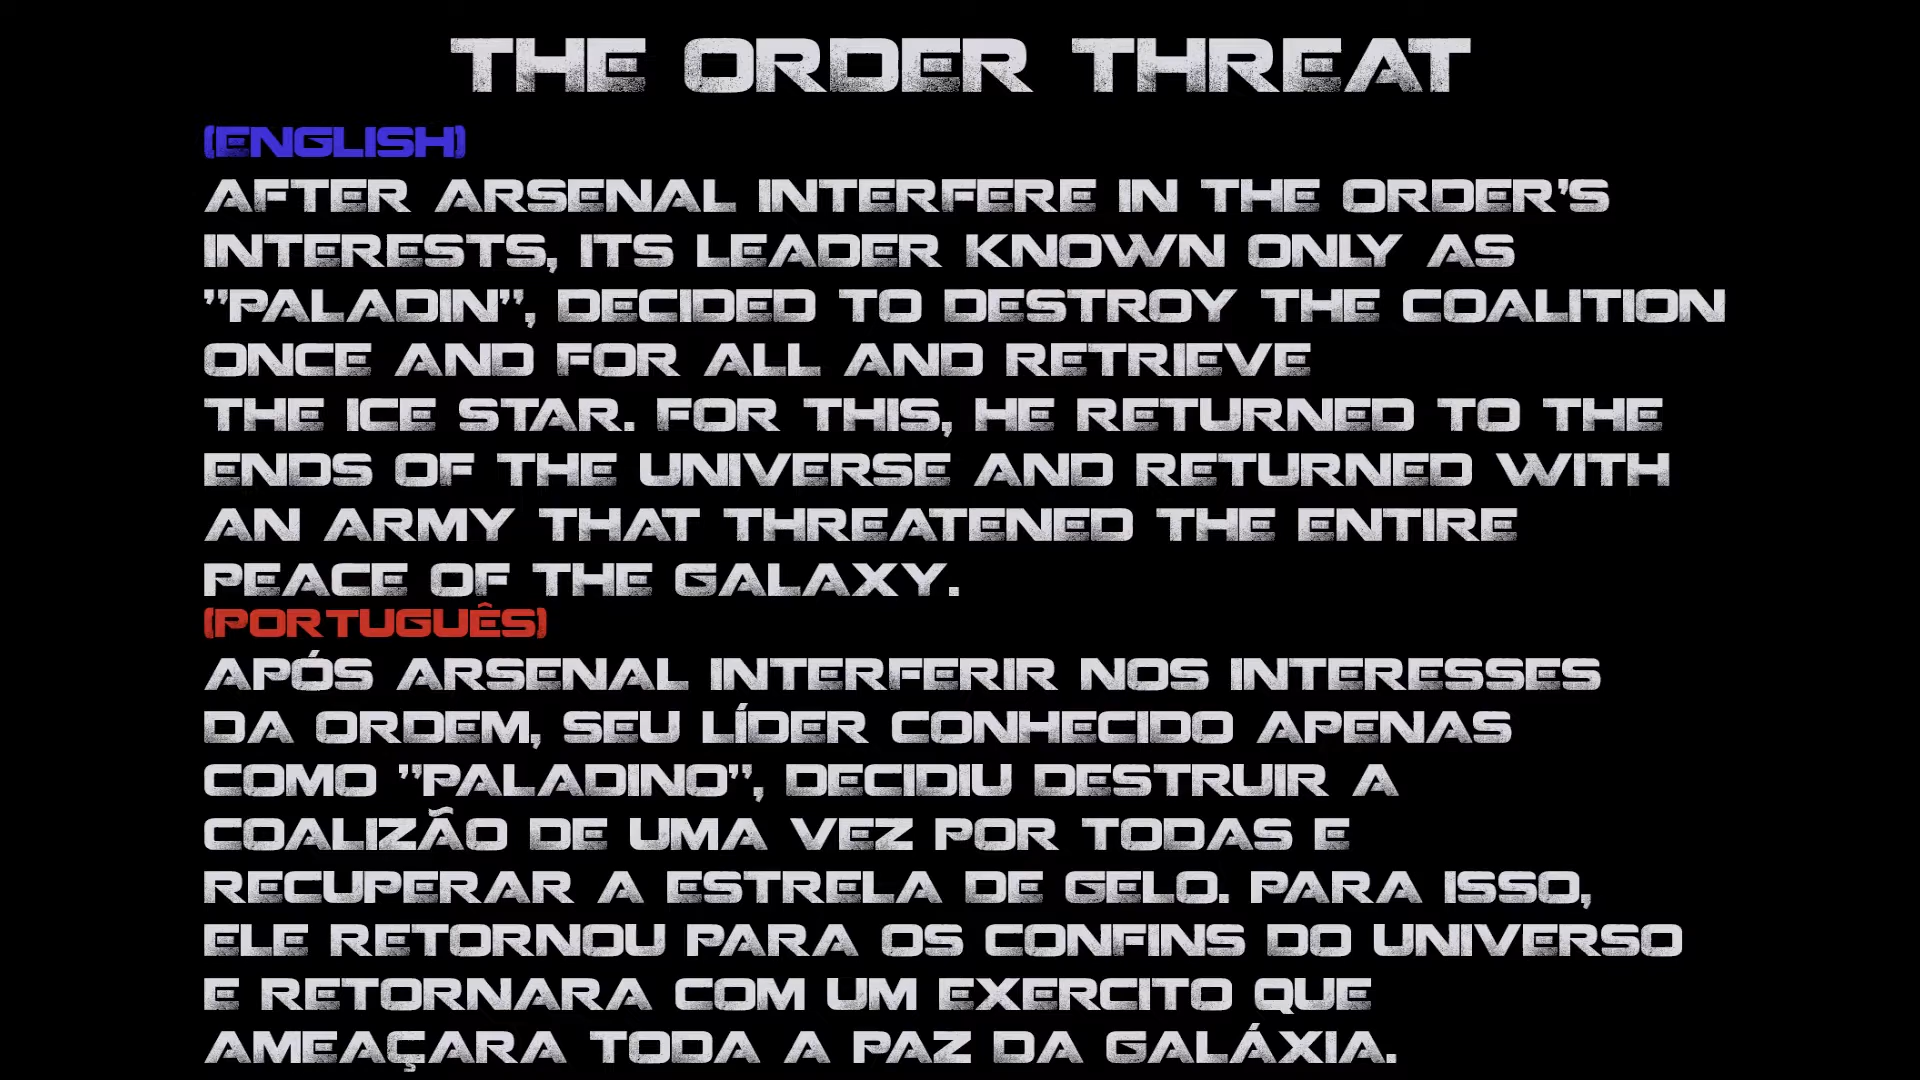 THE ORDER THREAT
(ENGLISH)
AFTER ARSENAL INTERFERE IN THE ORDER'S
INTERESTS, ITS LEADER KNOWN ONLY AS
"PALADIN", DECIDED TO DESTROY THE COALITION
ONCE AND FOR ALL AND RETRIEVE
THE ICE STAR. FOR THIS, HE RETURNED TO THE
ENDS OF THE UNIVERSE AND RETURNED WITH
AN ARMY THAT THREATENED THE ENTIRE
PEACE OF THE GALAXY.
(PORTUGUÊS)
APÓS ARSENAL INTERFERIR NOS INTERESSES
DA ORDEM, SEU LÍDER CONHECIDO APENAS
COMO "PALADINO", DECIDIU DESTRUIR A
COALIZÃO DE UMA VEZ POR TODAS E
RECUPERAR A ESTRELA DE GELO. PARA ISSO,
ELE RETORNOU PARA OS CONFINS DO UNIVERSO
E RETORNARA COM UM EXERCITO QUE
AMEAÇARA TODA A PAZ DA GALÁXIA.